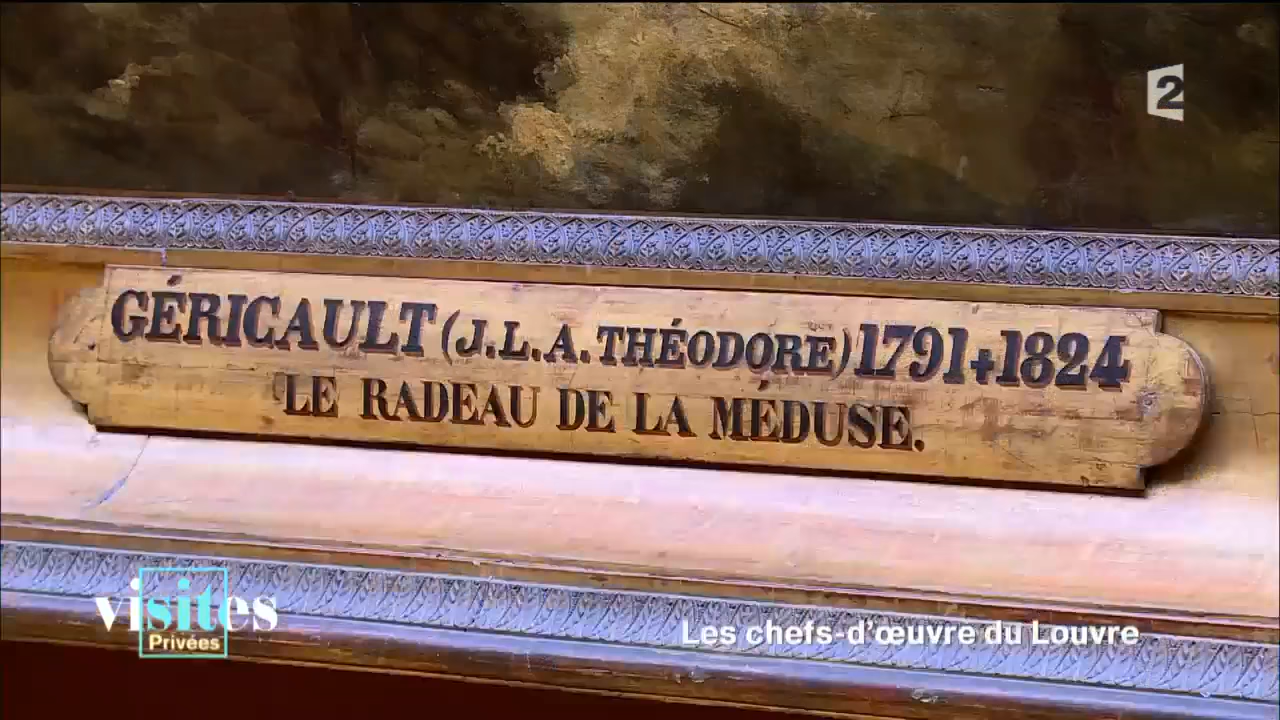 2
GÉRICAULT (J.L.A. THÉODORE) 1791+1824
LE RADEAU DE LA MÉDUSE.
visites
Privées
Les chefs-d'œuvre du Louvre